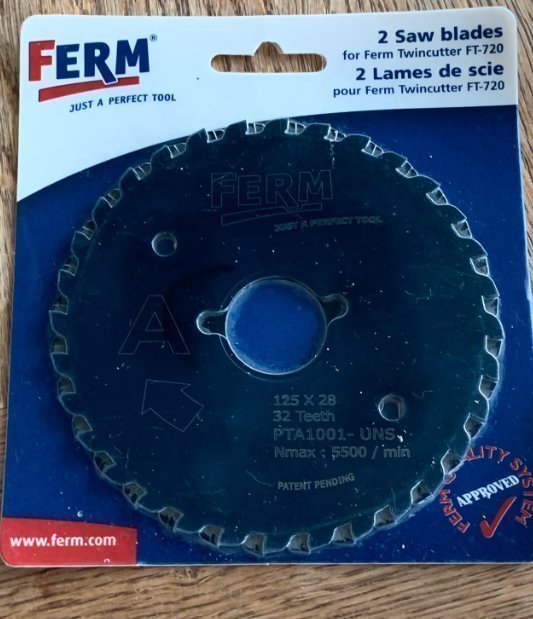 FERM®
JUST A PERFECT TOOL
2 Saw blades
for Ferm Twincutter FT-720
2 Lames de scie
pour Ferm Twincutter FT-720
FERM
JUST A PERFECT TOOL
A
125 X 28
32 Teeth
PTA1001- UNS
Nmax : 5500 / min
PATENT PENDING
FERM QUALITY SYSTEM
APPROVED
www.ferm.com